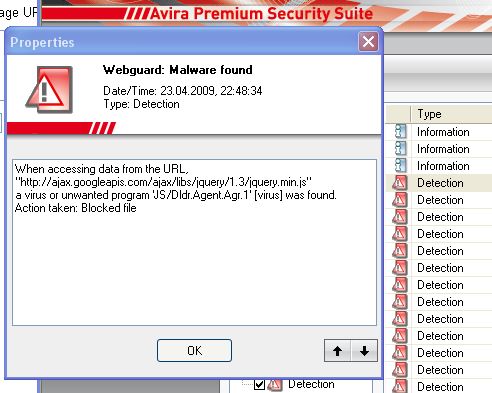 age UF
Avira Premium Security Suite
Properties
Webguard: Malware found
Date/Time: 23.04.2009, 22:48:34
Type: Detection
When accessing data from the URL,
"http://ajax.googleapis.com/ajax/libs/jquery/1.3/jquery.min.js"
a virus or unwanted program 'JS/Dldr.Agent.Agr.1' [virus] was found.
Action taken: Blocked file
OK
Type
Information
Information
Information
Detection
Detection
Detection
Detection
Detection
Detection
Detection
Detection
Detection
Detection
Detection
Detection
Detection
Detection